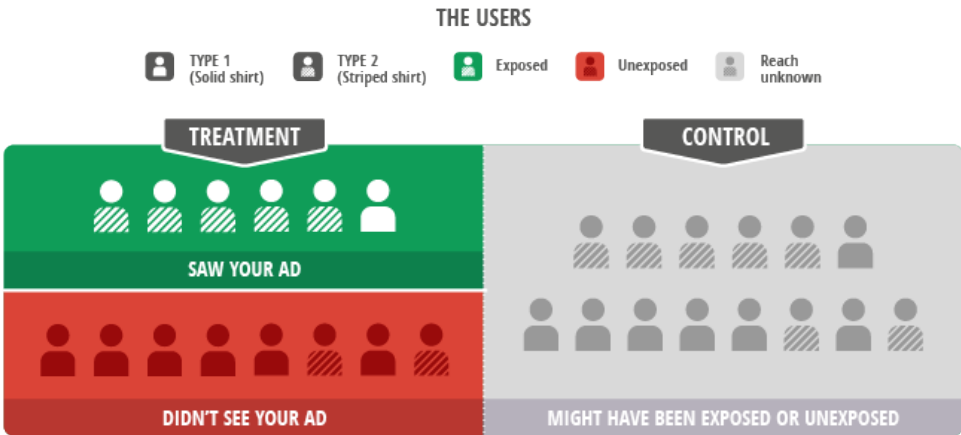 THE USERS
TYPE 1
(Solid shirt)
TYPE 2
(Striped shirt)
Exposed
Unexposed
Reach
unknown
TREATMENT
CONTROL
SAW YOUR AD
DIDN'T SEE YOUR AD
MIGHT HAVE BEEN EXPOSED OR UNEXPOSED